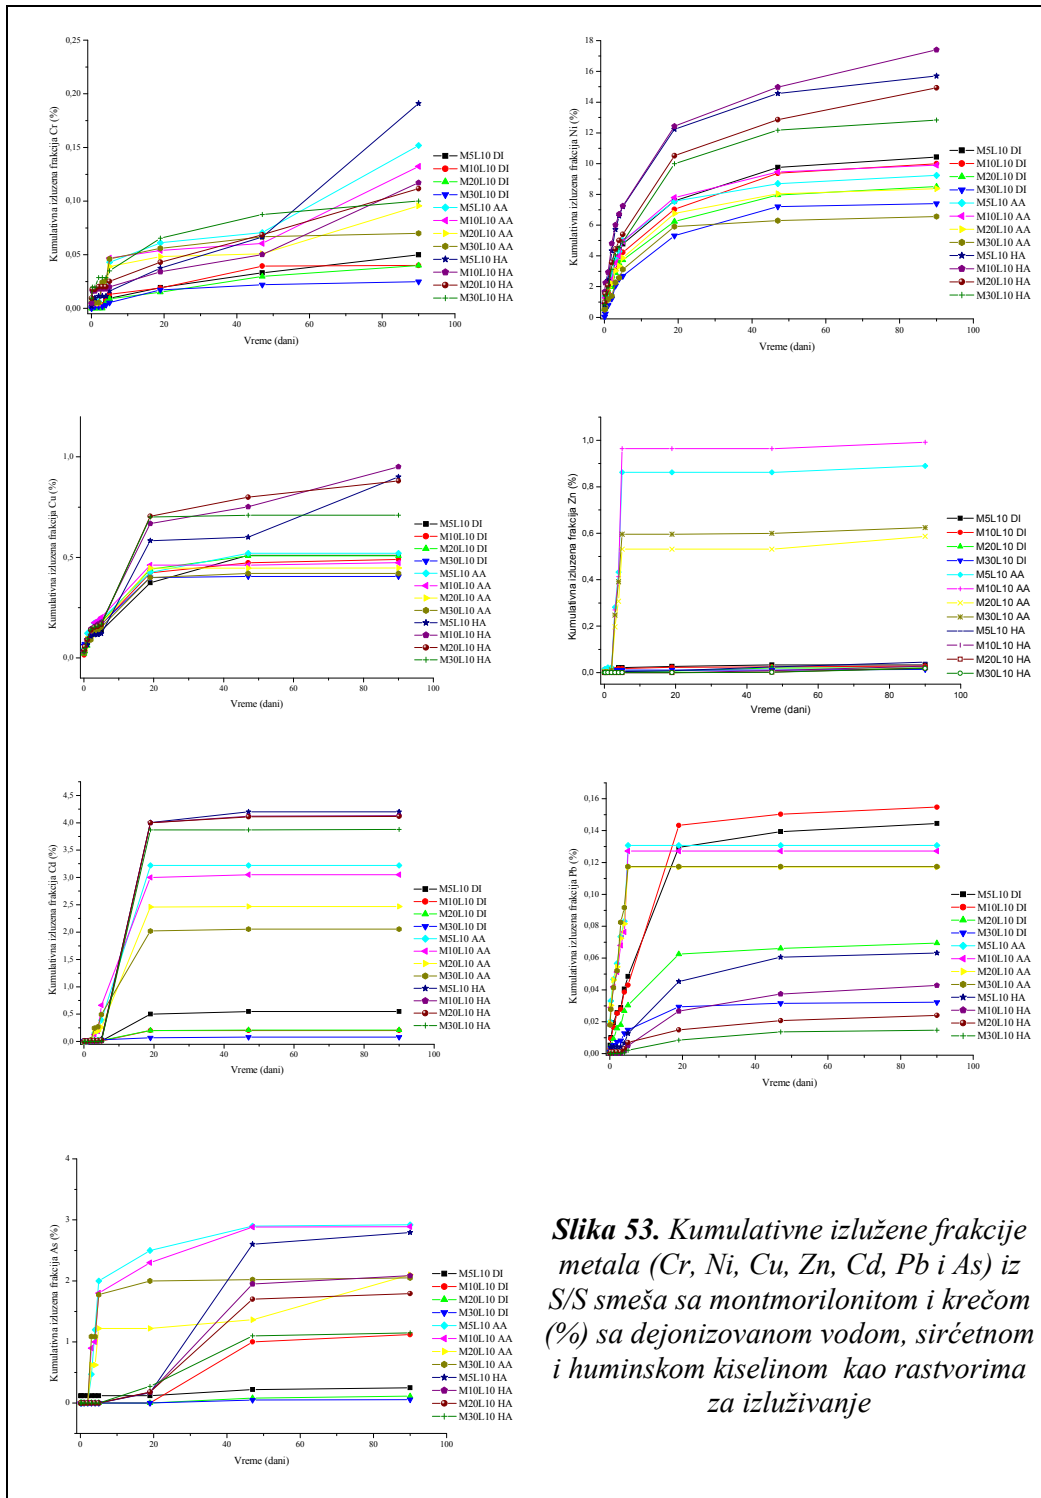 Kumulativna izluzena frakcija Cr (%)
0,25
0,20
0,15
0,10
0,05
0,00
0
20
40
60
80
100
Vreme (dani)
M5L10 DI
M10L10 DI
M20L10 DI
M30L10 DI
M5L10 AA
M10L10 AA
M20L10 AA
M30L10 AA
M5L10 HA
M10L10 HA
M20L10 HA
M30L10 HA
Kumulativna izluzena frakcija Ni (%)
18
16
14
12
10
8
6
4
2
0
0
20
40
60
80
100
Vreme (dani)
M5L10 DI
M10L10 DI
M20L10 DI
M30L10 DI
M5L10 AA
M10L10 AA
M20L10 AA
M30L10 AA
M5L10 HA
M10L10 HA
M20L10 HA
M30L10 HA
Kumulativna izluzena frakcija Cu (%)
1,0
0,5
0,0
0
20
40
60
80
100
Vreme (dani)
M5L10 DI
M10L10 DI
M20L10 DI
M30L10 DI
M5L10 AA
M10L10 AA
M20L10 AA
M30L10 AA
M5L10 HA
M10L10 HA
M20L10 HA
M30L10 HA
Kumulativna izluzena frakcija Zn (%)
1,0
0,8
0,6
0,4
0,2
0,0
0
20
40
60
80
100
Vreme (dani)
M5L10 DI
M10L10 DI
M20L10 DI
M30L10 DI
M5L10 AA
M10L10 AA
M20L10 AA
M30L10 AA
M5L10 HA
M10L10 HA
M20L10 HA
M30L10 HA
Kumulativna izluzena frakcija Cd (%)
4,5
4,0
3,5
3,0
2,5
2,0
1,5
1,0
0,5
0,0
0
20
40
60
80
100
Vreme (dani)
M5L10 DI
M10L10 DI
M20L10 DI
M30L10 DI
M5L10 AA
M10L10 AA
M20L10 AA
M30L10 AA
M5L10 HA
M10L10 HA
M20L10 HA
M30L10 HA
Kumulativna izluzena frakcija Pb (%)
0,16
0,14
0,12
0,10
0,08
0,06
0,04
0,02
0,00
0
20
40
60
80
100
Vreme (dani)
M5L10 DI
M10L10 DI
M20L10 DI
M30L10 DI
M5L10 AA
M10L10 AA
M20L10 AA
M30L10 AA
M5L10 HA
M10L10 HA
M20L10 HA
M30L10 HA
Kumulativna izluzena frakcija As (%)
4
3
2
1
0
0
20
40
60
80
100
Vreme (dani)
M5L10 DI
M10L10 DI
M20L10 DI
M30L10 DI
M5L10 AA
M10L10 AA
M20L10 AA
M30L10 AA
M5L10 HA
M10L10 HA
M20L10 HA
M30L10 HA
Slika 53. Kumulativne izlužene frakcije
metala (Cr, Ni, Cu, Zn, Cd, Pb i As) iz
S/S smeša sa montmorilonitom i krečom
(%) sa dejonizovanom vodom, sirćetnom
i huminskom kiselinom kao rastvorima
za izluživanje